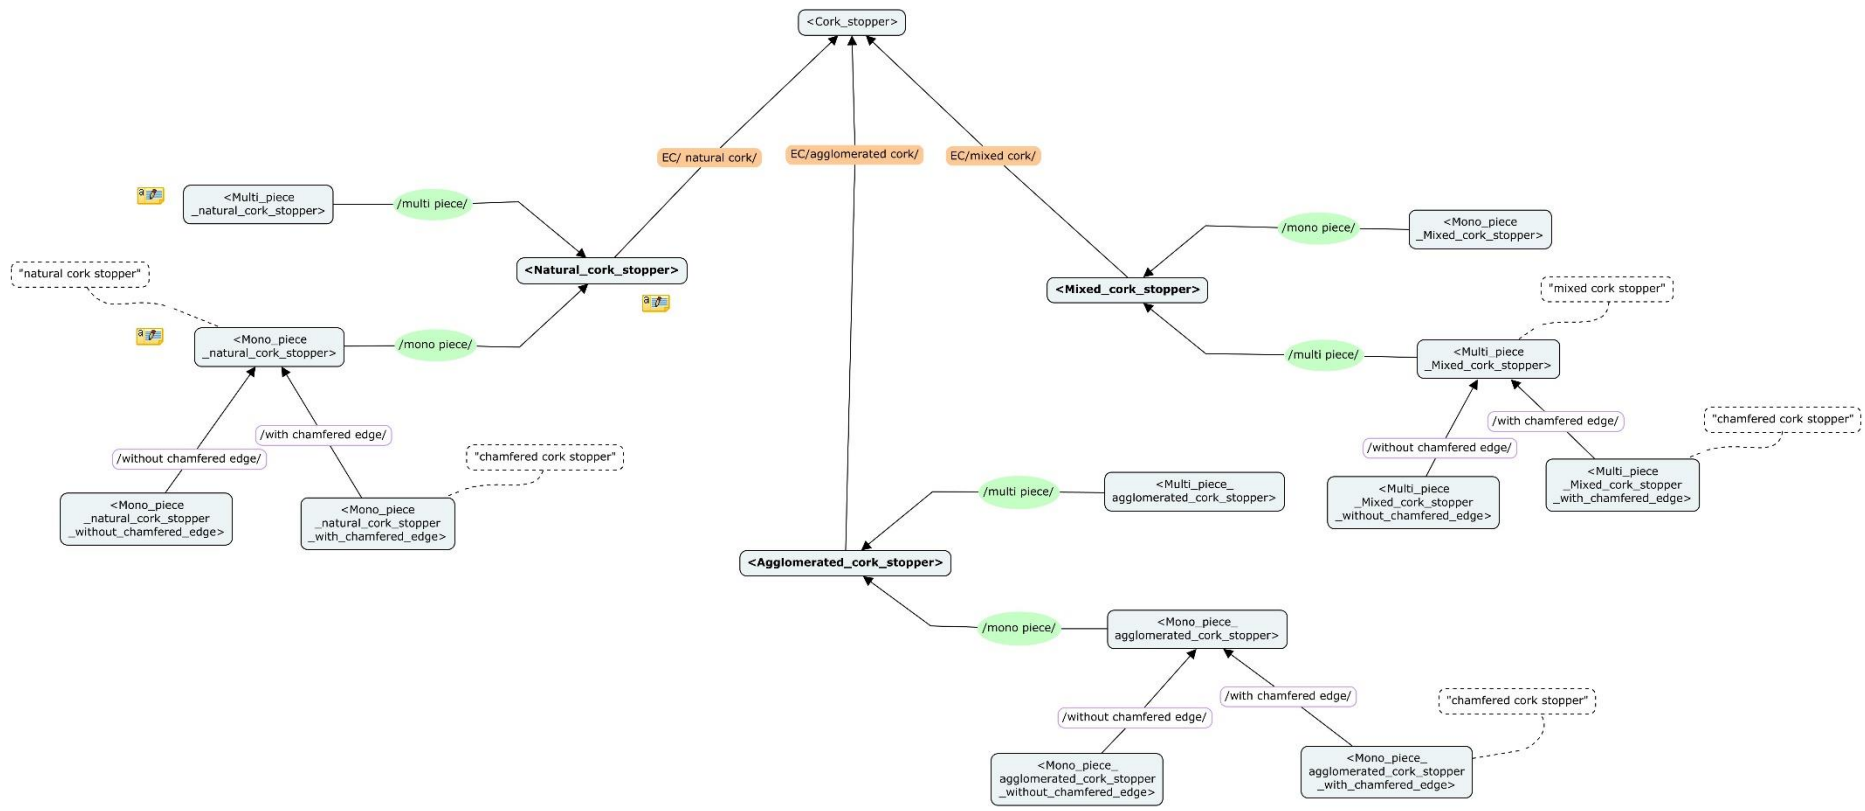 <Cork_stopper>
EC/ natural cork/
EC/agglomerated cork/
EC/mixed cork/
<Multi_piece
_natural_cork_stopper>
/multi piece/
<Natural_cork_stopper>
"natural cork stopper"
<Mono_piece
_natural_cork_stopper>
/mono piece/
/with chamfered edge/
/without chamfered edge/
"chamfered cork stopper"
<Mono_piece
_natural_cork_stopper
_without_chamfered_edge>
<Mono_piece
_natural_cork_stopper
_with_chamfered_edge>
/mono piece/
<Mono_piece
_Mixed_cork_stopper>
<Mixed_cork_stopper>
"mixed cork stopper"
/multi piece/
<Multi_piece
_Mixed_cork_stopper>
/with chamfered edge/
"chamfered cork stopper"
/without chamfered edge/
<Multi_piece
_Mixed_cork_stopper
_without_chamfered_edge>
<Multi_piece
_Mixed_cork_stopper
_with_chamfered_edge>
/multi piece/
<Multi_piece_
agglomerated_cork_stopper>
<Agglomerated_cork_stopper>
/mono piece/
<Mono_piece_
agglomerated_cork_stopper>
/with chamfered edge/
/without chamfered edge/
"chamfered cork stopper"
<Mono_piece_
agglomerated_cork_stopper
_without_chamfered_edge>
<Mono_piece_
agglomerated_cork_stopper
_with_chamfered_edge>